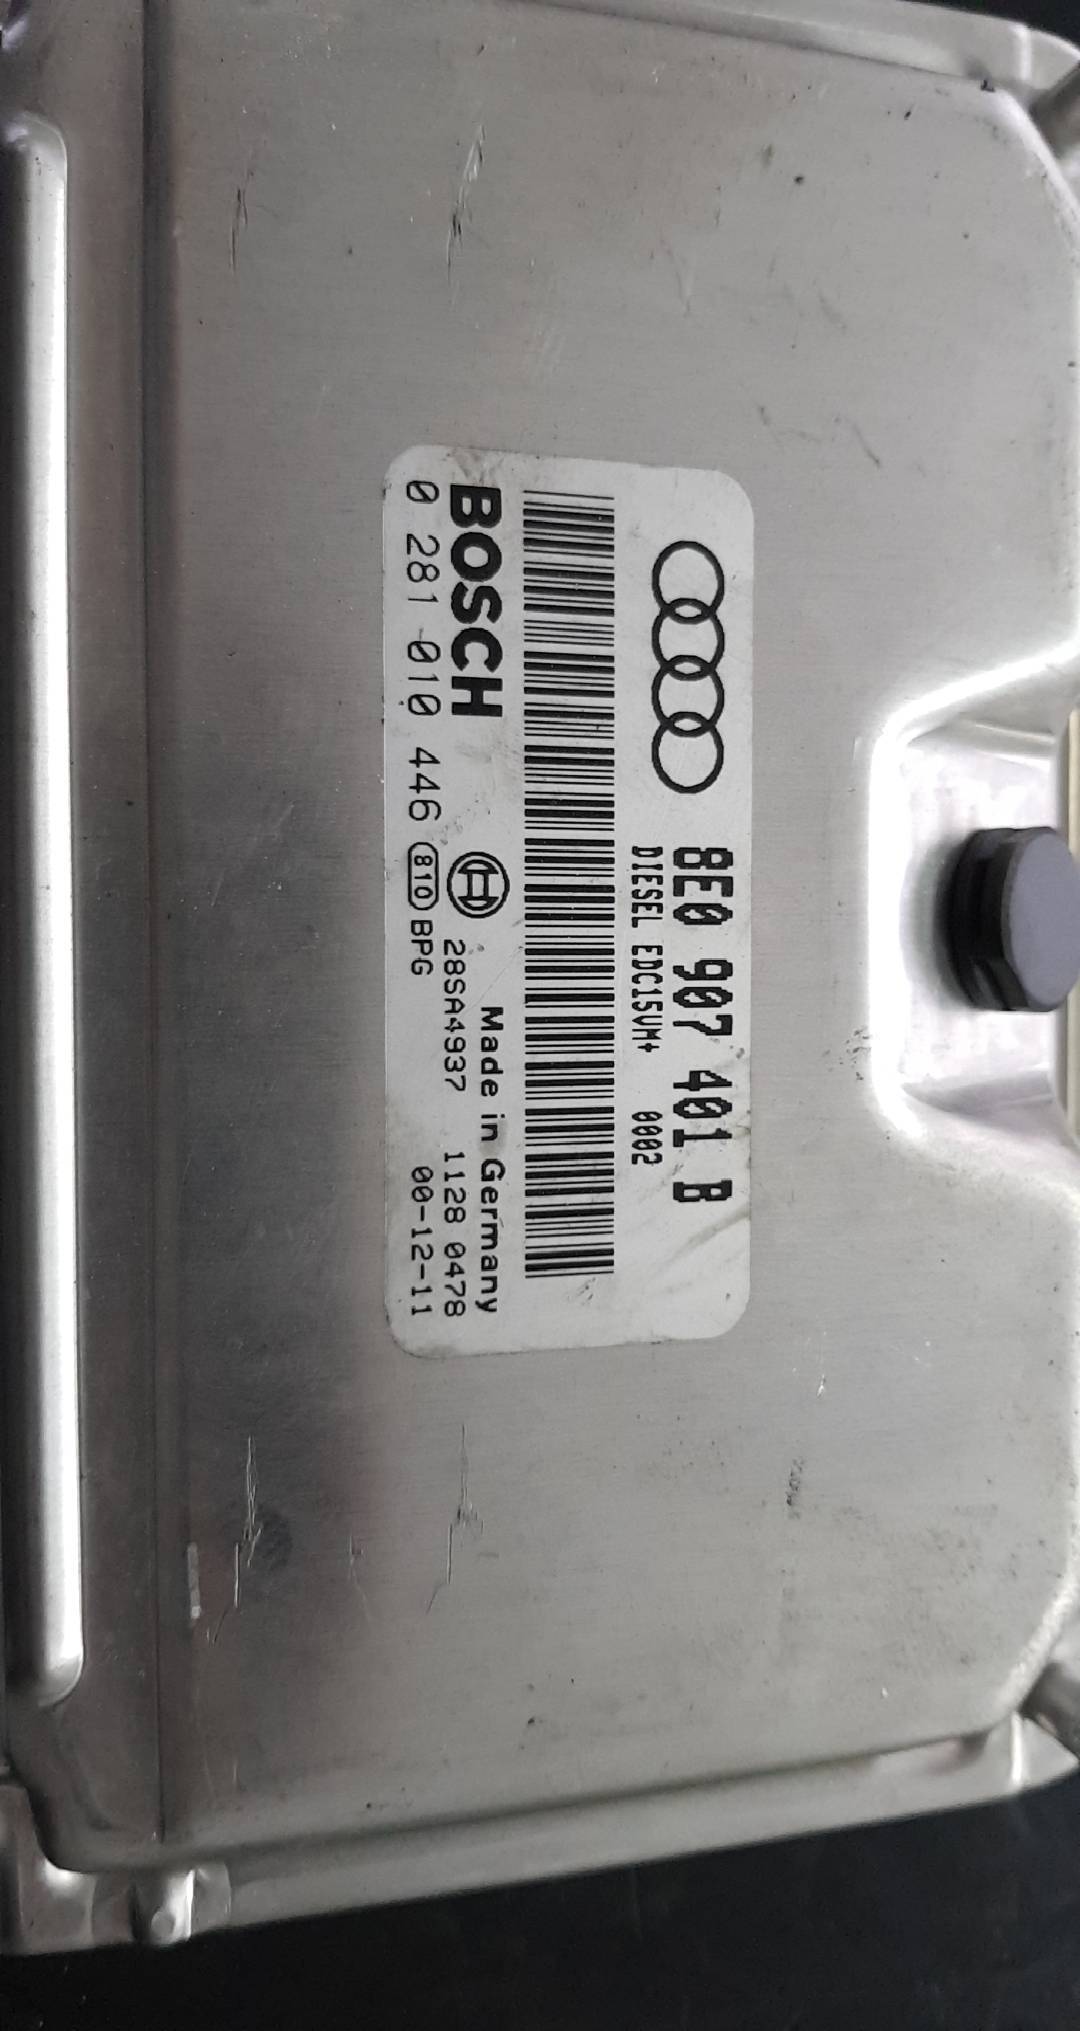 8E0 907 401 B
DIESEL EDC15VM+ 0002
BOSCH Made in Germany
28SA4937 1128 0478
0 281 010 446 810 BPG 00-12-11